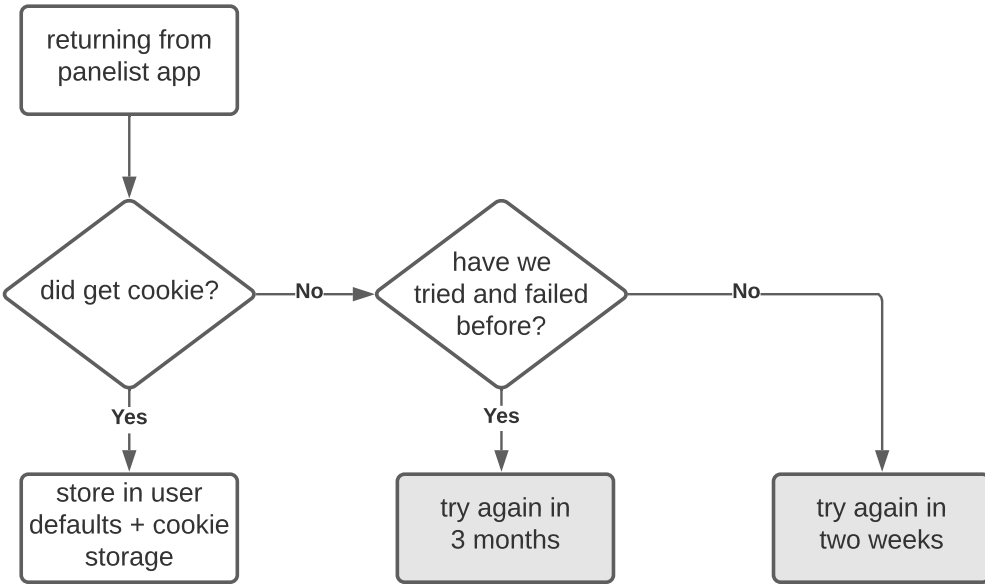 returning from
panelist app
did get cookie?
No
have we
tried and failed
before?
No
Yes
Yes
store in user
defaults + cookie
storage
try again in
3 months
try again in
two weeks